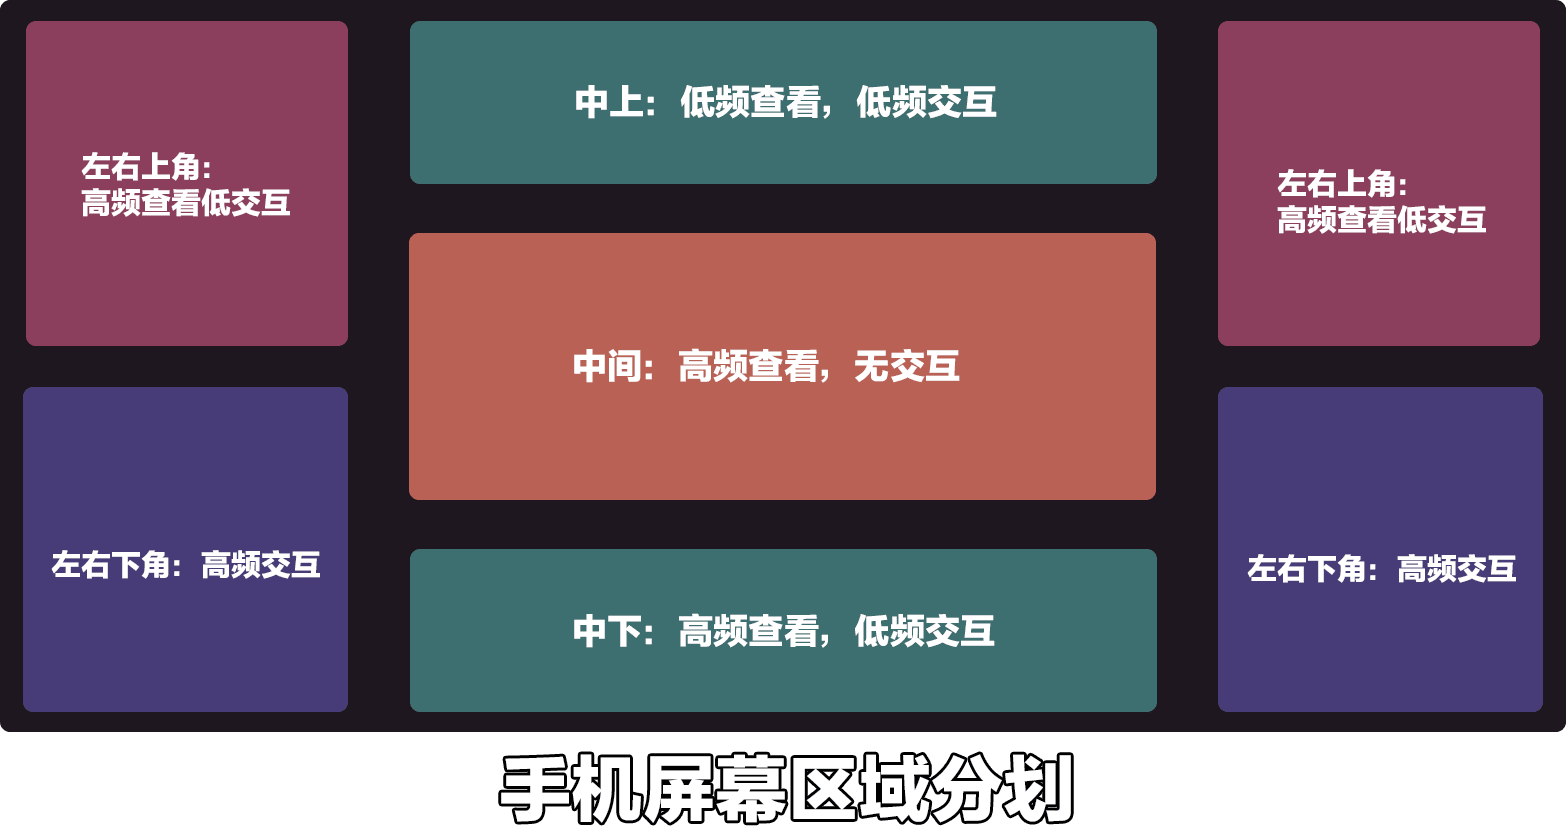 中上：低频查看，低频交互
左右上角：
高频查看低交互
左右上角：
高频查看低交互
中间：高频查看，无交互
左右下角：高频交互
左右下角：高频交互
中下：高频查看，低频交互
手机屏幕区域分划